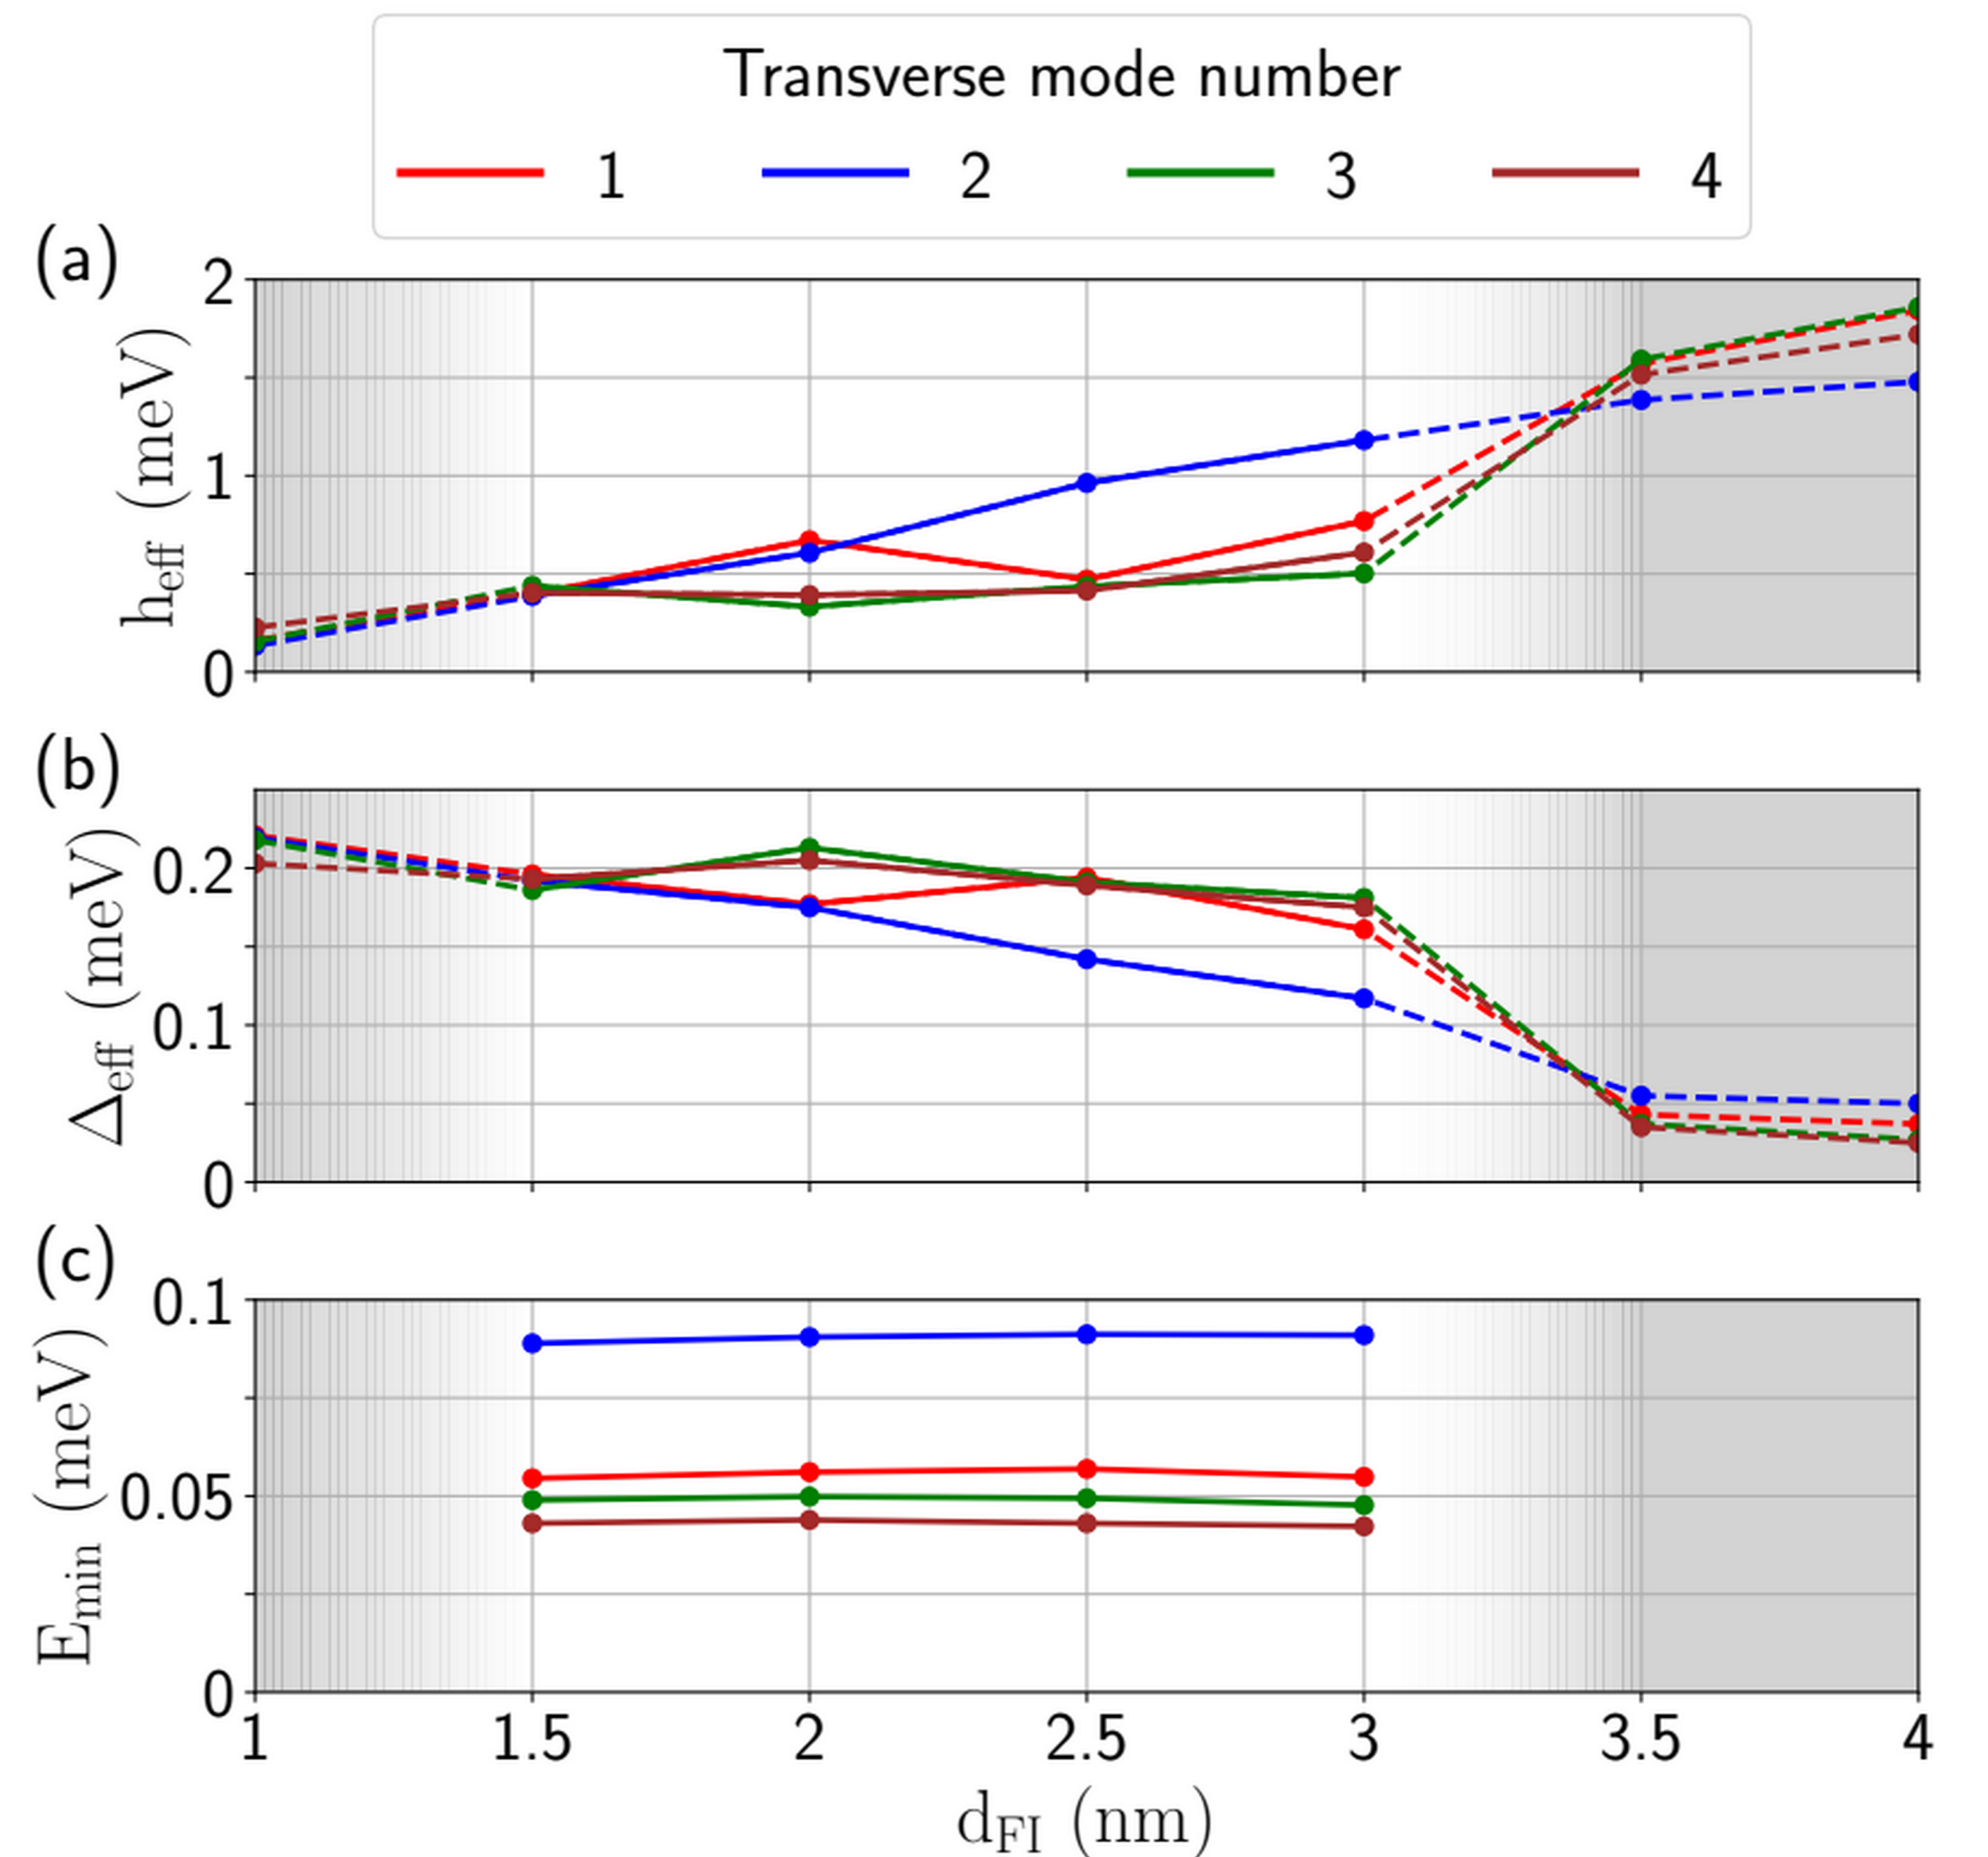 Transverse mode number
1 2 3 4
(a)
2
1
0
h_eff (meV)
(b)
0.2
0.1
0
Δ_eff (meV)
(c)
0.1
0.05
0
E_min (meV)
1 1.5 2 2.5 3 3.5 4
d_FI (nm)